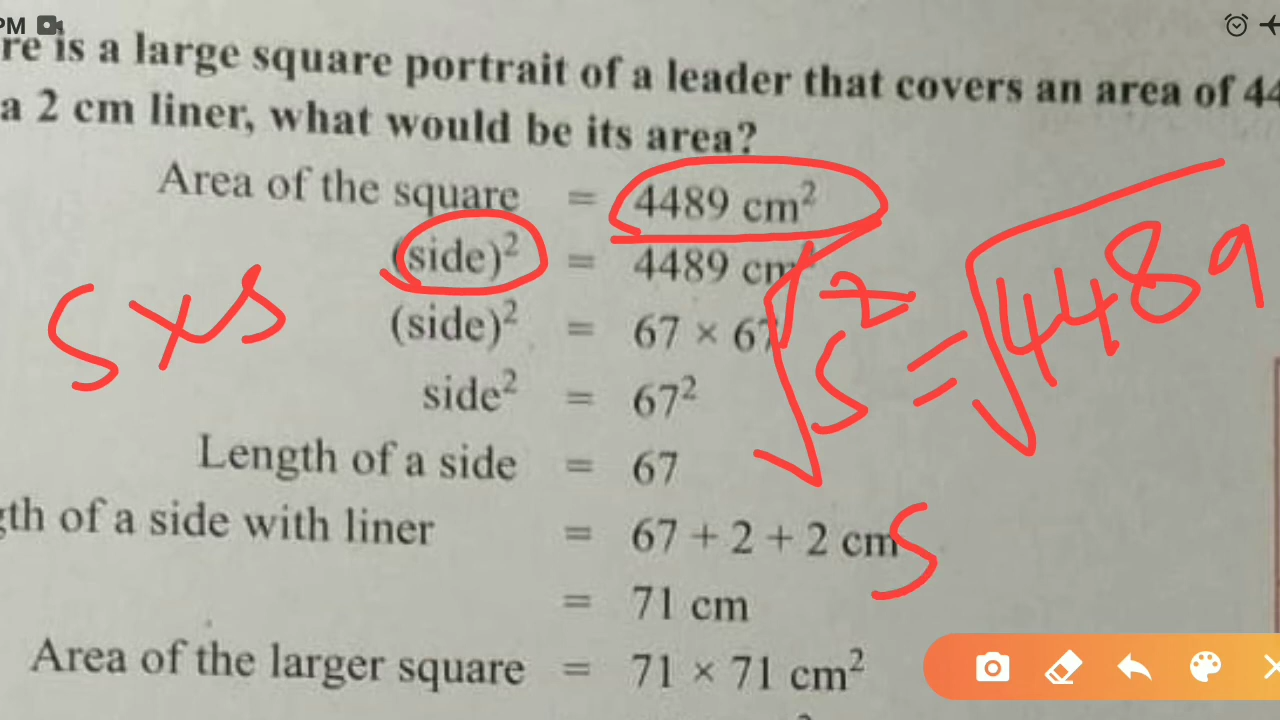 PM
re is a large square portrait of a leader that covers an area of 44
a 2 cm liner, what would be its area?
Area of the square = 4489 cm²
(side)² = 4489 cm²
S×S
√S² = √4489
(side)² = 67 × 67
side² = 67²
Length of a side = 67
gth of a side with liner = 67 + 2 + 2 cm
S
= 71 cm
Area of the larger square = 71 × 71 cm²